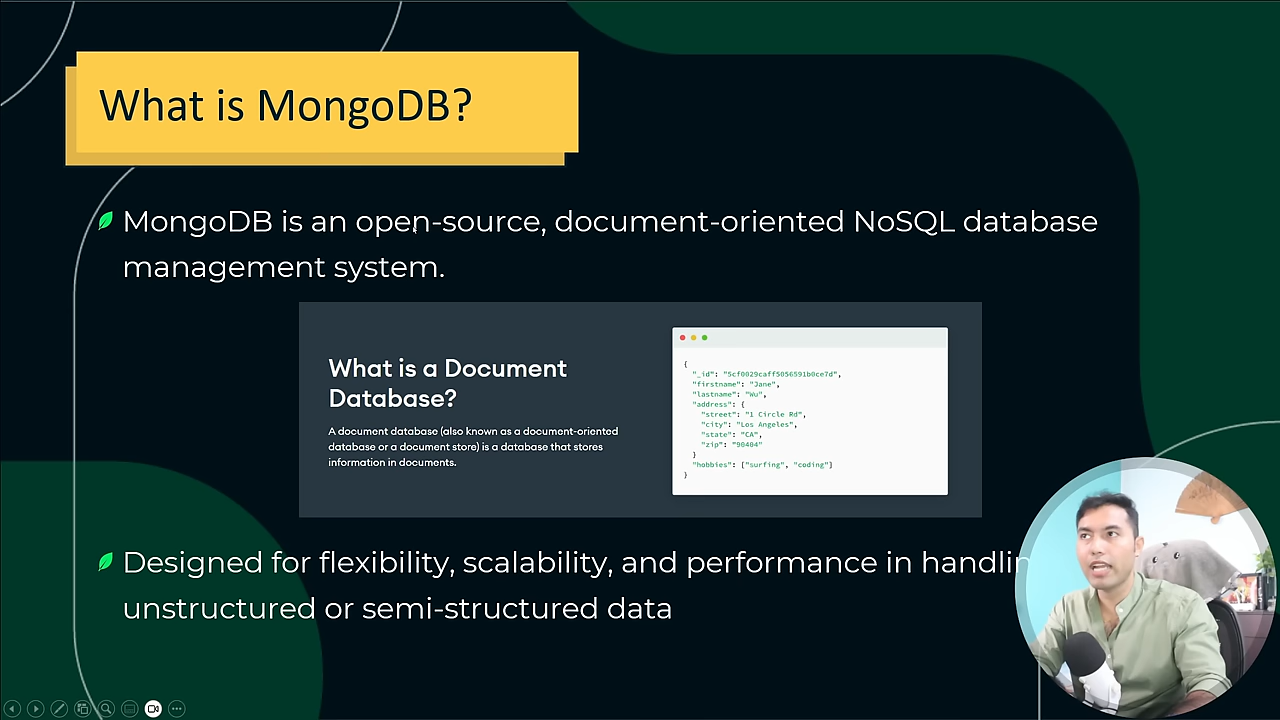 What is MongoDB?
MongoDB is an open-source, document-oriented NoSQL database
management system.
What is a Document
Database?
A document database (also known as a document-oriented
database or a document store) is a database that stores
information in documents.
{
"_id": "5cf0029caff5056591b0ce7d",
"firstname": "Jane",
"lastname": "Wu",
"address": {
"street": "1 Circle Rd",
"city": "Los Angeles",
"state": "CA",
"zip": "90404"
}
"hobbies": ["surfing", "coding"]
}
Designed for flexibility, scalability, and performance in handlin
unstructured or semi-structured data